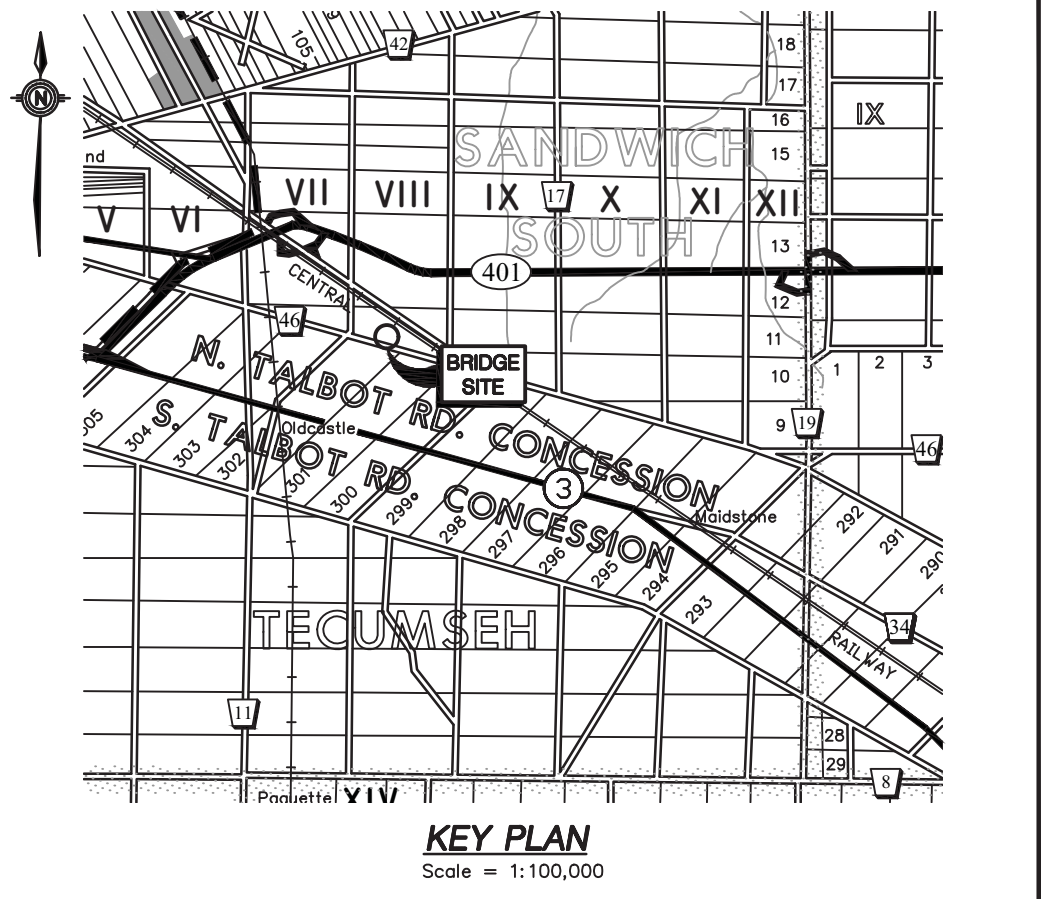 105
9
42
18
17
16
IX
SANDWICH
15
nd
V
VI
VII
VIII
IX
17
X
XI
XII
SOUTH
13
401
CENTRAL
12
46
11
N. TALBOT RD. CONCESSION
BRIDGE
SITE
10
1
2
3
9
19
46
305
304
303
302
301
300
299
298
297
296
295
294
293
292
291
290
S. TALBOT RD. CONCESSION
Oldcastle
3
Maidstone
TECUMSEH
34
RAILWAY
11
28
29
8
Paquette
XIV
N
KEY PLAN
Scale = 1:100,000